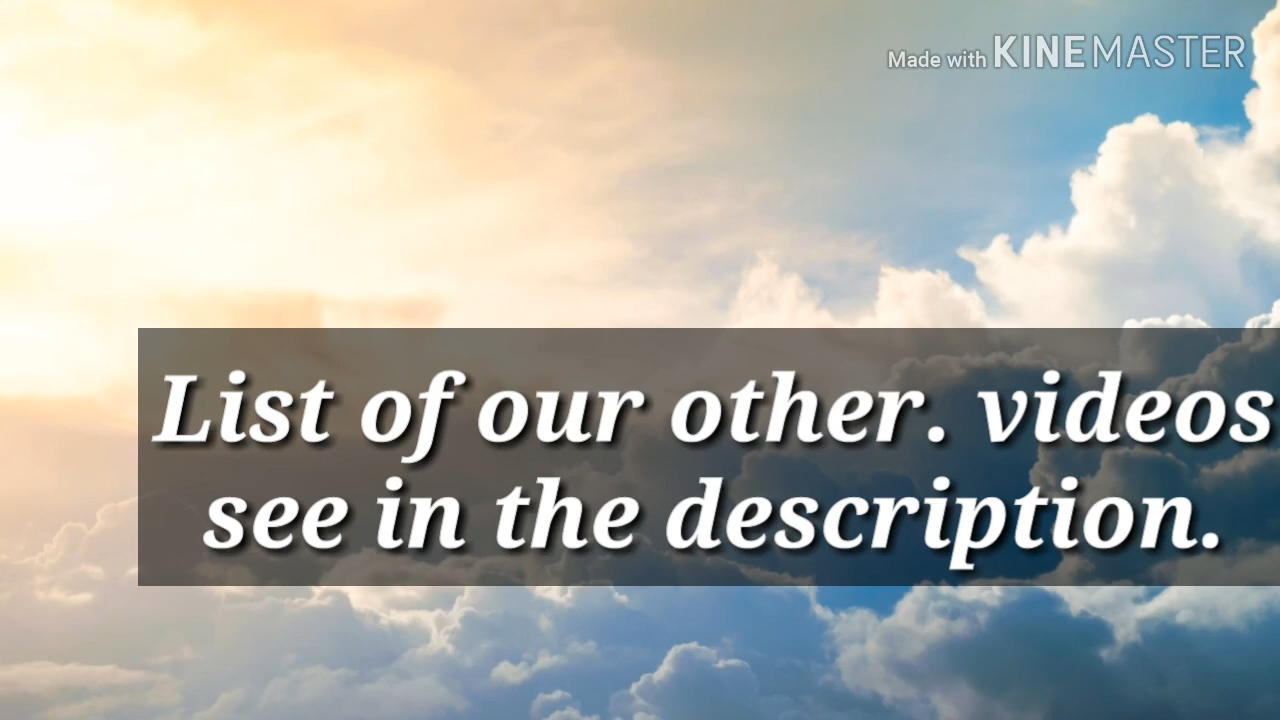 Made with KINEMASTER
List of our other. videos
see in the description.